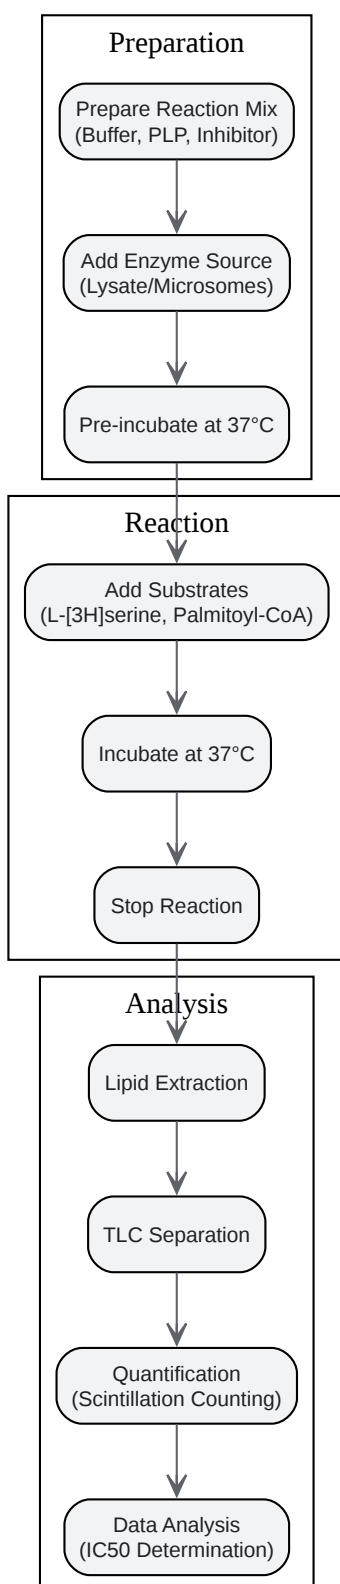 Preparation
Prepare Reaction Mix
(Buffer, PLP, Inhibitor)
Add Enzyme Source
(Lysate/Microsomes)
Pre-incubate at 37°C
Reaction
Add Substrates
(L-[3H]serine, Palmitoyl-CoA)
Incubate at 37°C
Stop Reaction
Analysis
Lipid Extraction
TLC Separation
Quantification
(Scintillation Counting)
Data Analysis
(IC50 Determination)